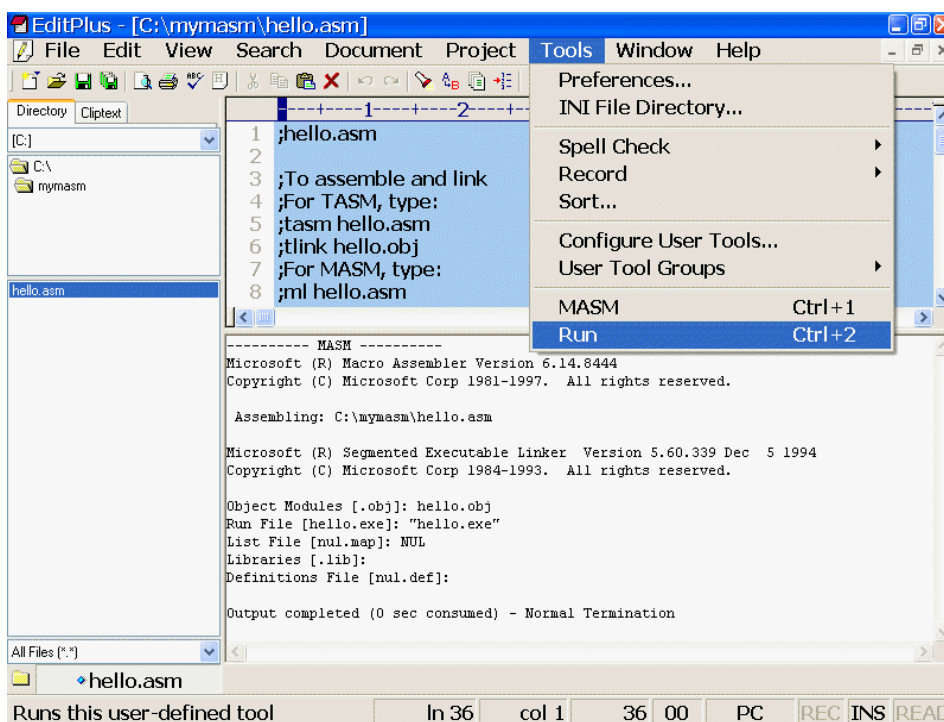 EditPlus - [C:\mymasm\hello.asm]
File Edit View Search Document Project Tools Window Help
Directory Cliptext
[C:]
C:\
mymasm
hello.asm
All Files (*.*)
----+----1----+----2----+--
1 ;hello.asm
2
3 ;To assemble and link
4 ;For TASM, type:
5 ;tasm hello.asm
6 ;tlink hello.obj
7 ;For MASM, type:
8 ;ml hello.asm
Preferences...
INI File Directory...
Spell Check
Record
Sort...
Configure User Tools...
User Tool Groups
MASM Ctrl+1
Run Ctrl+2
---------- MASM ----------
Microsoft (R) Macro Assembler Version 6.14.8444
Copyright (C) Microsoft Corp 1981-1997.  All rights reserved.
Assembling: C:\mymasm\hello.asm
Microsoft (R) Segmented Executable Linker  Version 5.60.339 Dec  5 1994
Copyright (C) Microsoft Corp 1984-1993.  All rights reserved.
Object Modules [.obj]: hello.obj
Run File [hello.exe]: "hello.exe"
List File [nul.map]: NUL
Libraries [.lib]:
Definitions File [nul.def]:
Output completed (0 sec consumed) - Normal Termination
hello.asm
Runs this user-defined tool ln 36 col 1 36 00 PC REC INS READ